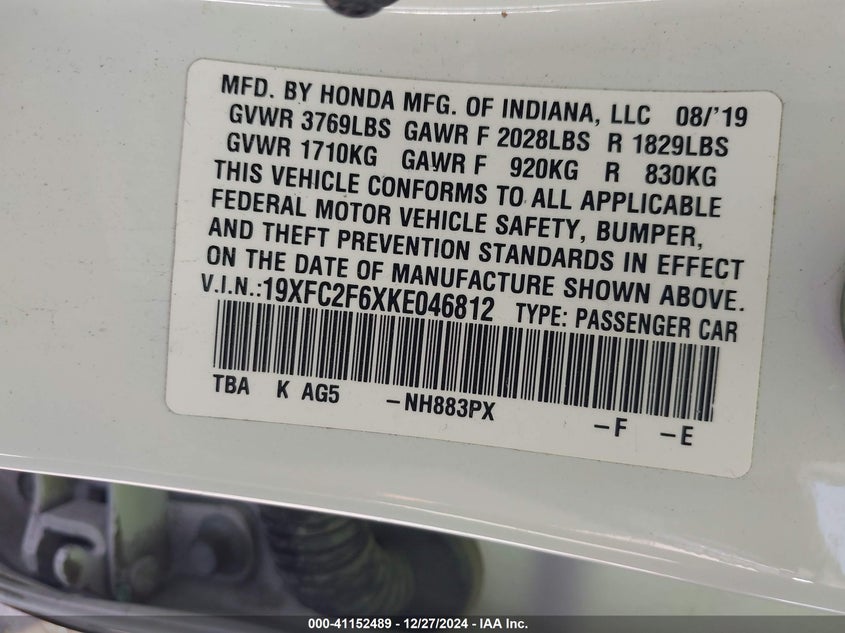 MFD. BY HONDA MFG. OF INDIANA, LLC 08/'19
GVWR 3769LBS GAWR F 2028LBS R 1829LBS
GVWR 1710KG GAWR F 920KG R 830KG
THIS VEHICLE CONFORMS TO ALL APPLICABLE
FEDERAL MOTOR VEHICLE SAFETY, BUMPER,
AND THEFT PREVENTION STANDARDS IN EFFECT
ON THE DATE OF MANUFACTURE SHOWN ABOVE.
V.I.N.:19XFC2F6XKE046812 TYPE: PASSENGER CAR
TBA K AG5 -NH883PX -F -E
000-41152489 - 12/27/2024 - IAA Inc.